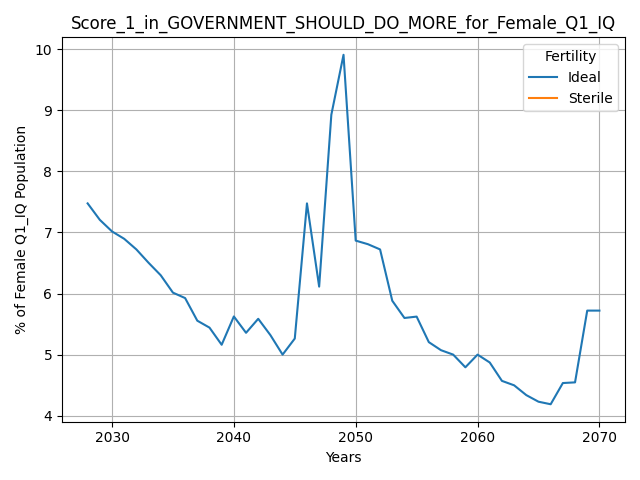 Score_1_in_GOVERNMENT_SHOULD_DO_MORE_for_Female_Q1_IQ
Fertility
Ideal
Sterile
% of Female Q1_IQ Population
10
9
8
7
6
5
4
2030 2040 2050 2060 2070
Years